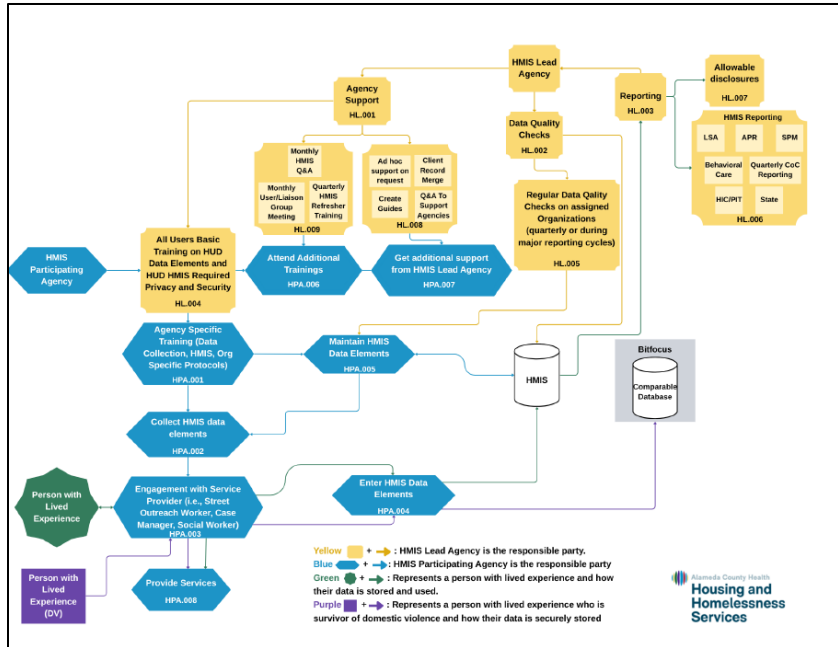 HMIS Lead
Agency
Agency
Support
HL.001
Reporting
HL.003
Allowable
disclosures
HL.007
Data Quality
Checks
HL.002
HMIS Reporting
LSA
APR
SPM
Behavioral
Care
Quarterly CoC
Reporting
HIC/PIT
State
HL.006
Monthly
HMIS
Q&A
Monthly
User/Liaison
Group
Meeting
Quarterly
HMIS
Refresher
Training
HL.009
Ad hoc
support on
request
Client
Record
Merge
Create
Guides
Q&A To
Support
Agencies
HL.008
Regular Data Qality
Checks on assigned
Organizations
(quarterly or during
major reporting cycles)
HL.005
HMIS
Participating
Agency
All Users Basic
Training on HUD
Data Elements and
HUD HMIS Required
Privacy and Security
HL.004
Attend Additional
Trainings
HPA.006
Get additional support
from HMIS Lead Agency
HPA.007
Agency Specific
Training (Data
Collection, HMIS, Org
Specific Protocols)
HPA.001
Maintain HMIS
Data Elements
HPA.005
HMIS
Bitfocus
Comparable
Database
Collect HMIS data
elements
HPA.002
Person with
Lived
Experience
Engagement with Service
Provider (i.e., Street
Outreach Worker, Case
Manager, Social Worker)
HPA.003
Enter HMIS Data
Elements
HPA.004
Person with
Lived
Experience
(DV)
Provide Services
HPA.008
Yellow + : HMIS Lead Agency is the responsible party.
Blue + : HMIS Participating Agency is the responsible party
Green + : Represents a person with lived experience and how
their data is stored and used.
Purple + : Represents a person with lived experience who is
survivor of domestic violence and how their data is securely stored
Alameda County Health
Housing and
Homelessness
Services